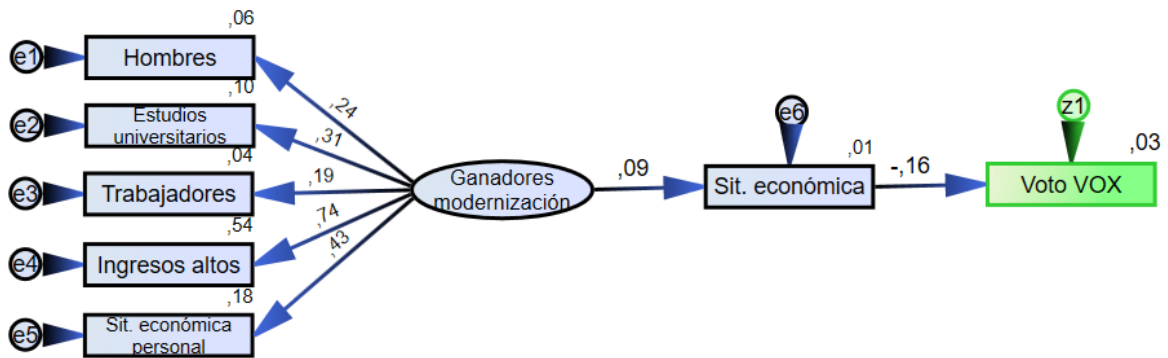 ,06
e1
Hombres
,10
e2
Estudios
universitarios
,04
e3
Trabajadores
,54
e4
Ingresos altos
,18
e5
Sit. económica
personal
,24
,31
,19
,74
,43
Ganadores
modernización
,09
e6
,01
Sit. económica
-,16
z1
,03
Voto VOX